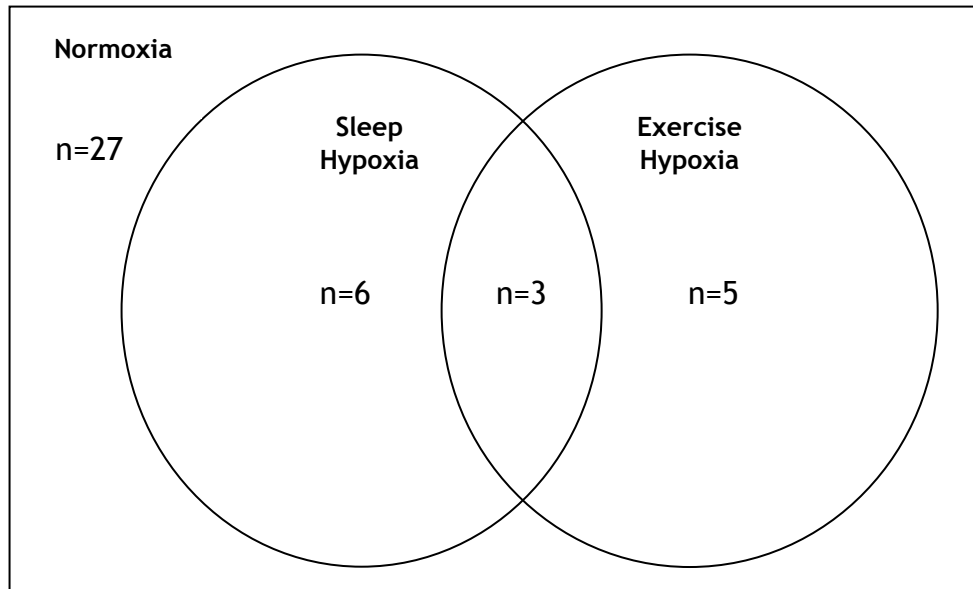 Normoxia
n=27
Sleep
Hypoxia
Exercise
Hypoxia
n=6
n=3
n=5